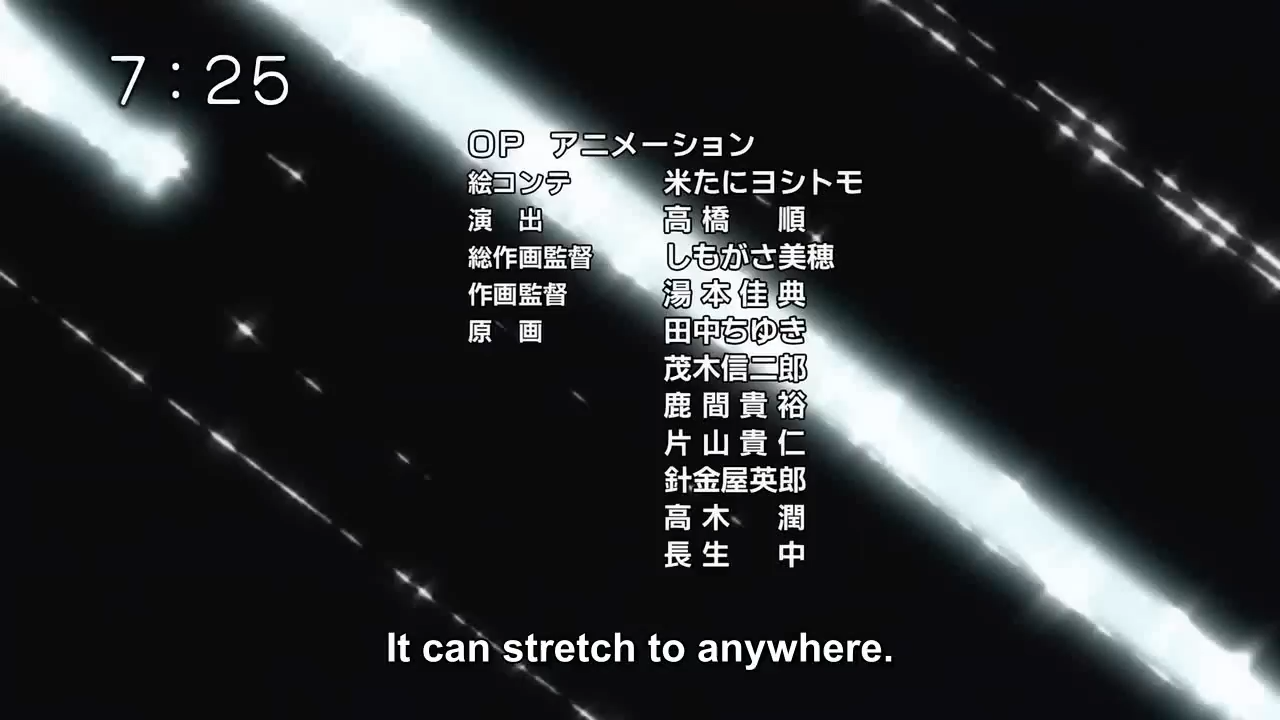 7:25
OP アニメーション
絵コンテ 米たにヨシトモ
演出 高橋 順
総作画監督 しもがさ美穂
作画監督 湯本佳典
原画 田中ちゆき
茂木信二郎
鹿間貴裕
片山貴仁
針金屋英郎
高木 潤
長生 中
It can stretch to anywhere.